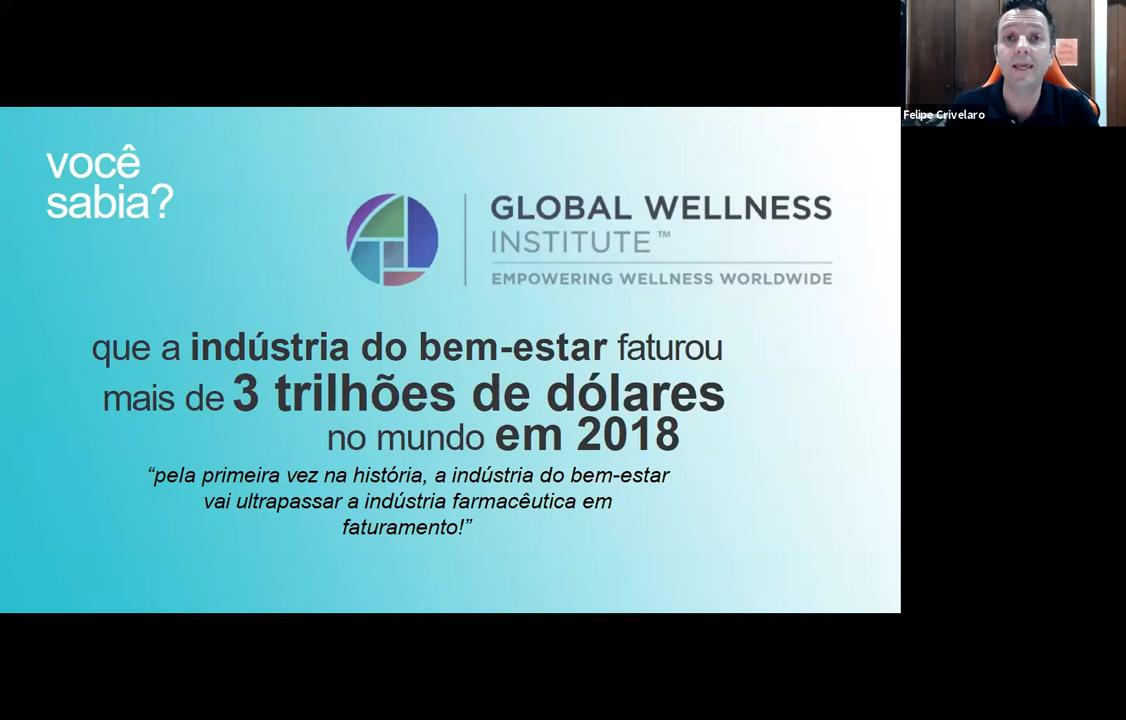 Felipe Crivelaro
você
sabia?
GLOBAL WELLNESS
INSTITUTE™
EMPOWERING WELLNESS WORLDWIDE
que a indústria do bem-estar faturou
mais de 3 trilhões de dólares
no mundo em 2018
“pela primeira vez na história, a indústria do bem-estar
vai ultrapassar a indústria farmacêutica em
faturamento!”